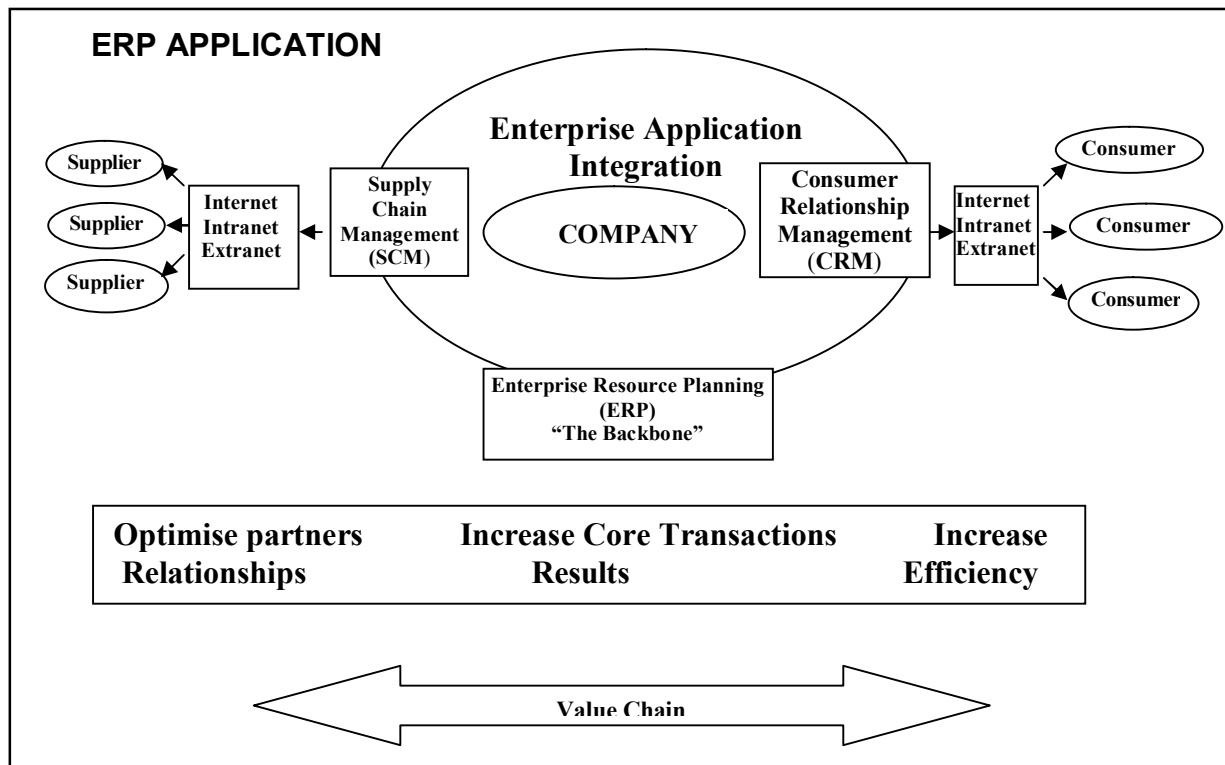 ERP APPLICATION
Enterprise Application
Integration
Supplier
Supplier
Supplier
Internet
Intranet
Extranet
Supply
Chain
Management
(SCM)
COMPANY
Consumer
Relationship
Management
(CRM)
Internet
Intranet
Extranet
Consumer
Consumer
Consumer
Enterprise Resource Planning
(ERP)
“The Backbone”
Optimise partners
Relationships
Increase Core Transactions
Results
Increase
Efficiency
Value Chain